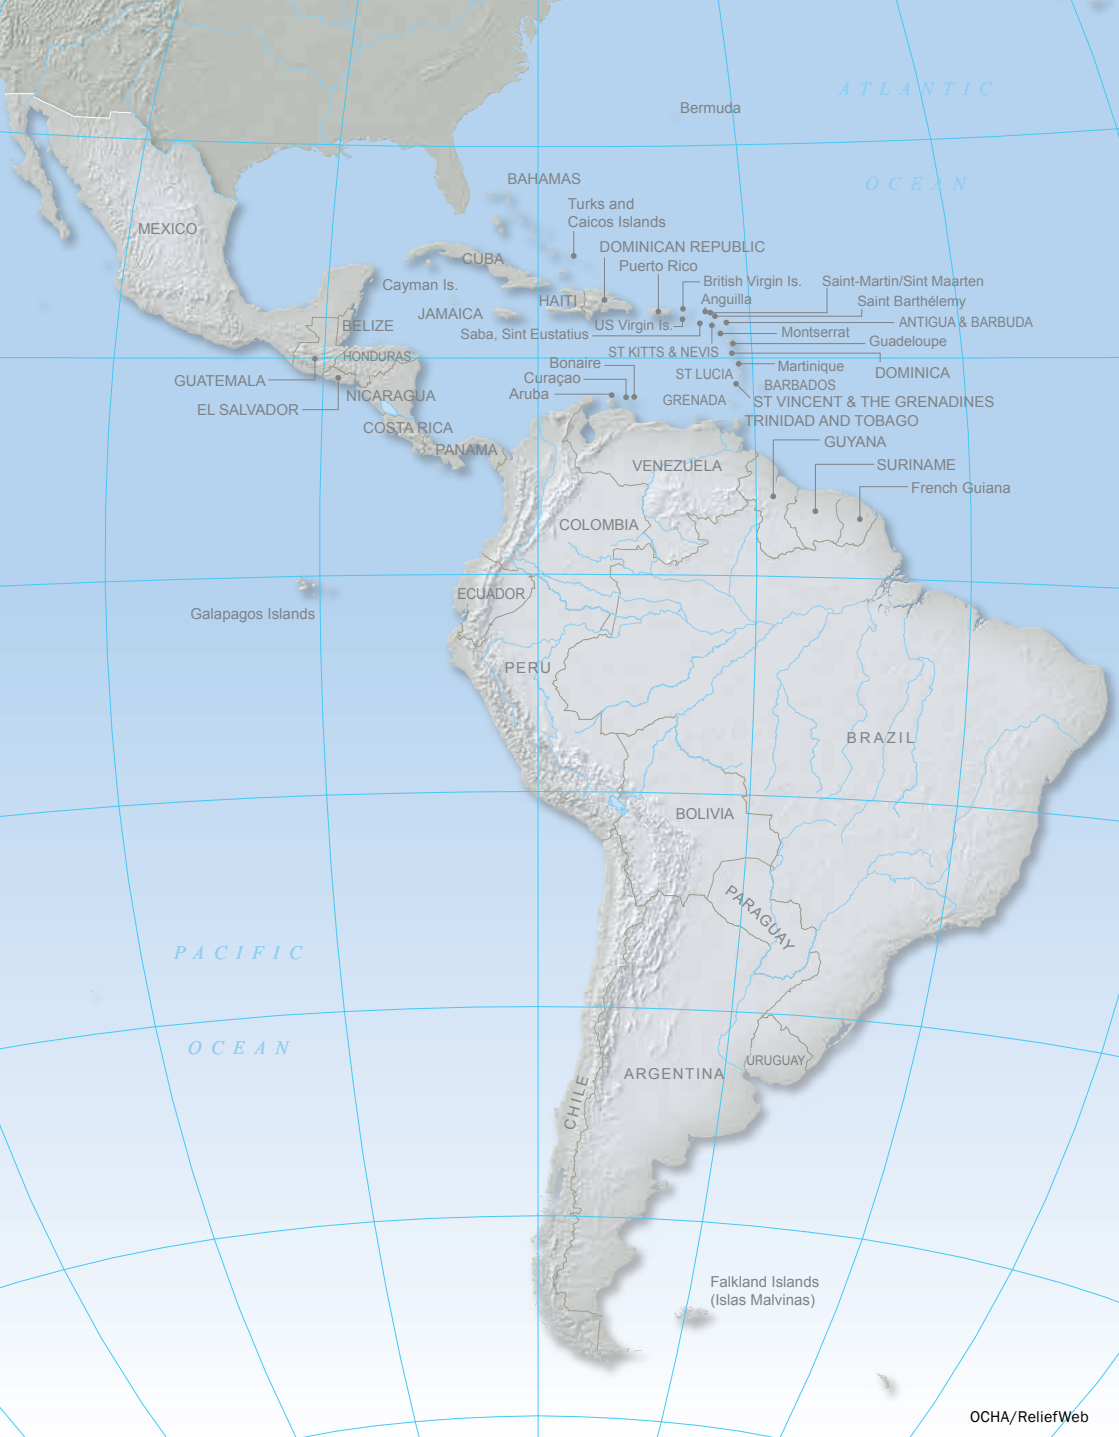 ATLANTIC
Bermuda
BAHAMAS
OCEAN
Turks and
Caicos Islands
MEXICO
DOMINICAN REPUBLIC
CUBA
Puerto Rico
Cayman Is.
British Virgin Is.
Saint-Martin/Sint Maarten
HAITI
Anguilla
Saint Barthélemy
JAMAICA
BELIZE
US Virgin Is.
ANTIGUA & BARBUDA
Saba, Sint Eustatius
Montserrat
Guadeloupe
HONDURAS
ST KITTS & NEVIS
Bonaire
Martinique
GUATEMALA
Curaçao
ST LUCIA
DOMINICA
BARBADOS
NICARAGUA
Aruba
GRENADA
ST VINCENT & THE GRENADINES
EL SALVADOR
TRINIDAD AND TOBAGO
COSTA RICA
GUYANA
PANAMA
VENEZUELA
SURINAME
French Guiana
COLOMBIA
ECUADOR
Galapagos Islands
PERU
BRAZIL
BOLIVIA
PARAGUAY
PACIFIC
OCEAN
URUGUAY
ARGENTINA
CHILE
Falkland Islands
(Islas Malvinas)
OCHA/ReliefWeb